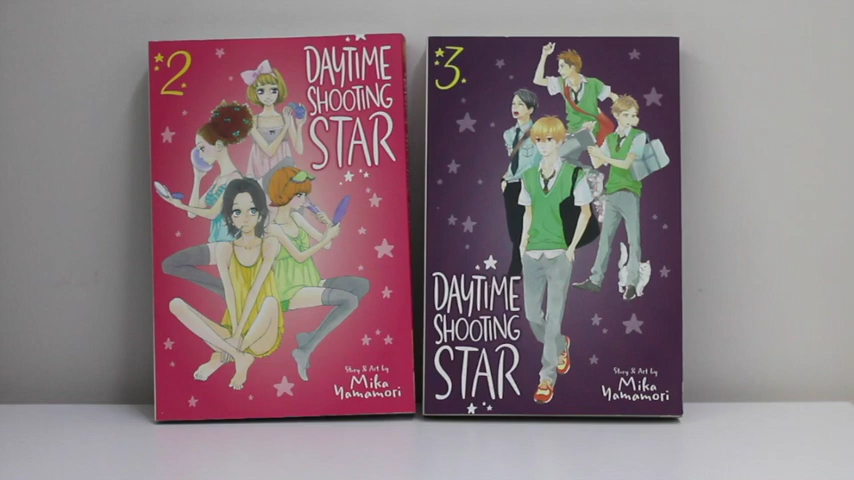 2
DAYTIME
SHOOTING
STAR
Story & Art by
Mika
Yamamori
3
DAYTIME
SHOOTING
STAR
Story & Art by
Mika
Yamamori